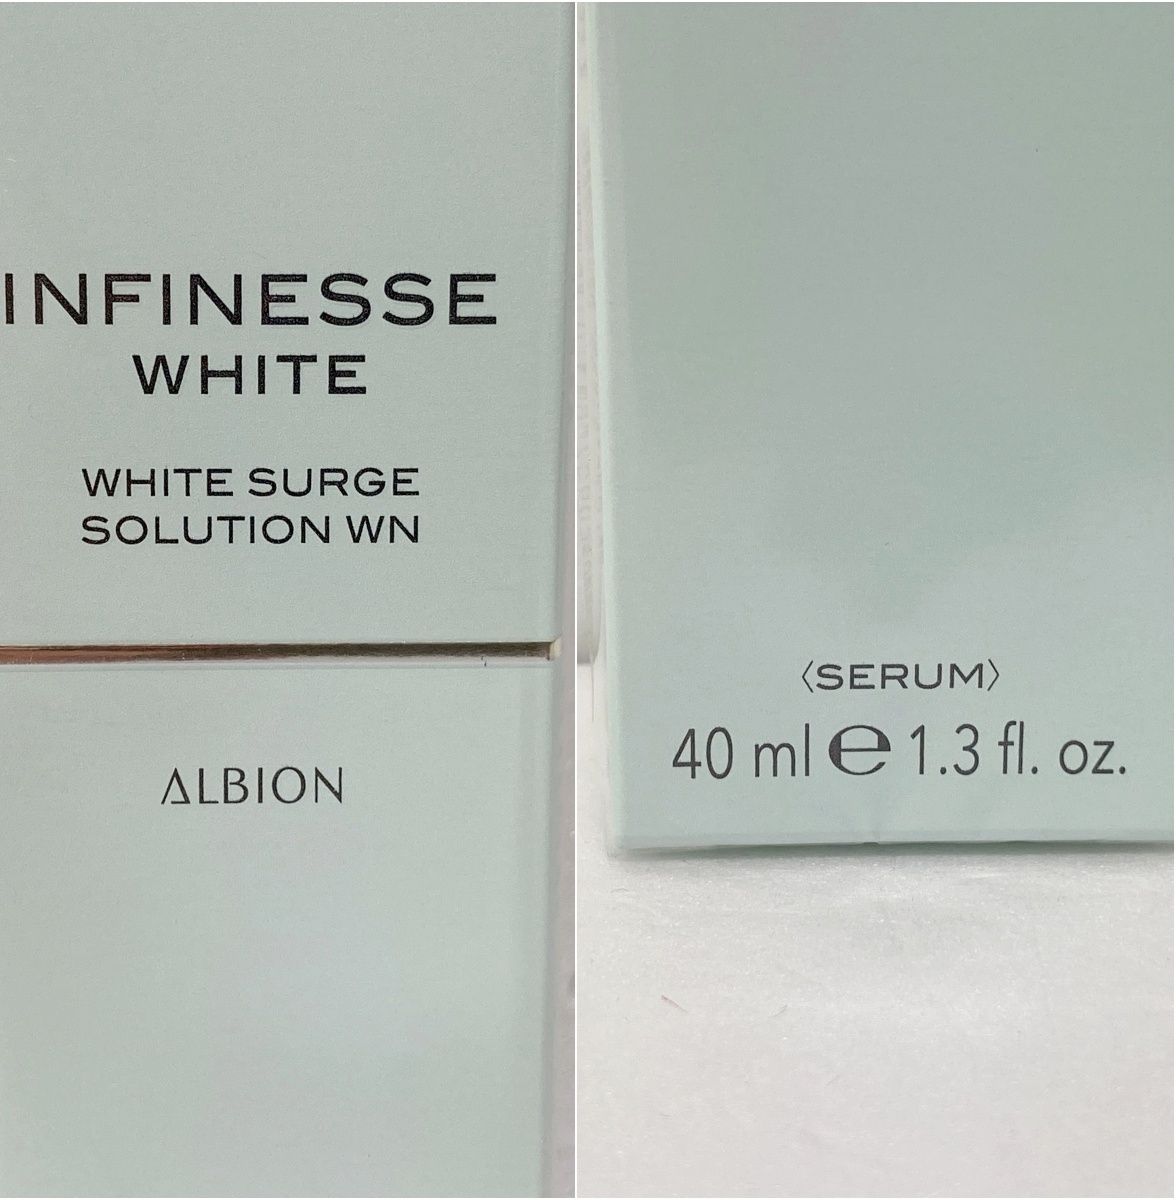 INFINESSE
WHITE
WHITE SURGE
SOLUTION WN
ALBION
〈SERUM〉
40 ml ℮ 1.3 fl. oz.